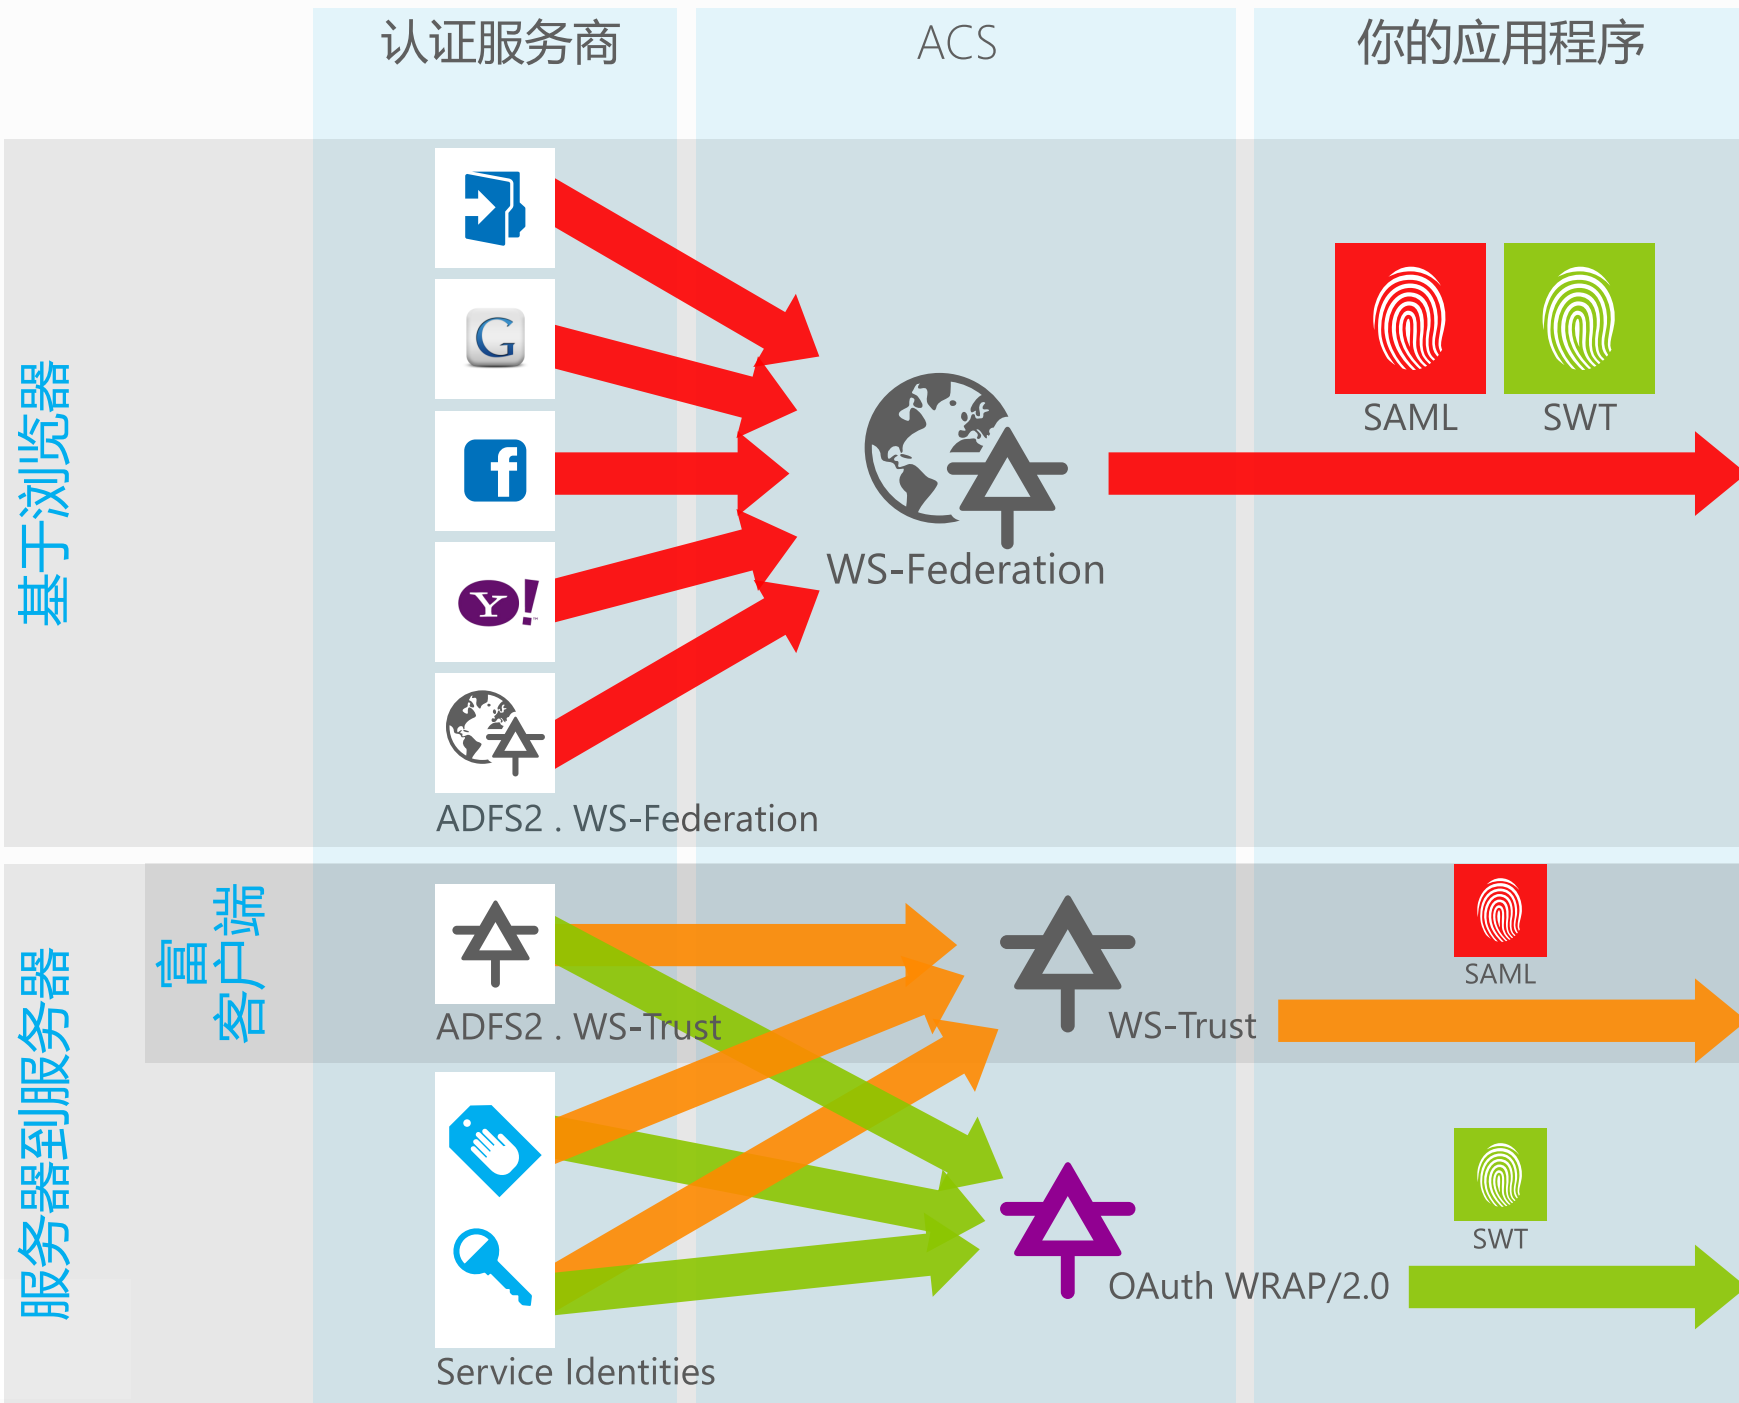 认证服务商
ACS
你的应用程序
基于浏览器
G
f
Y!
SAML
SWT
WS-Federation
ADFS2 . WS-Federation
服务器到服务器
富
客户端
ADFS2 . WS-Trust
WS-Trust
SAML
SWT
OAuth WRAP/2.0
Service Identities